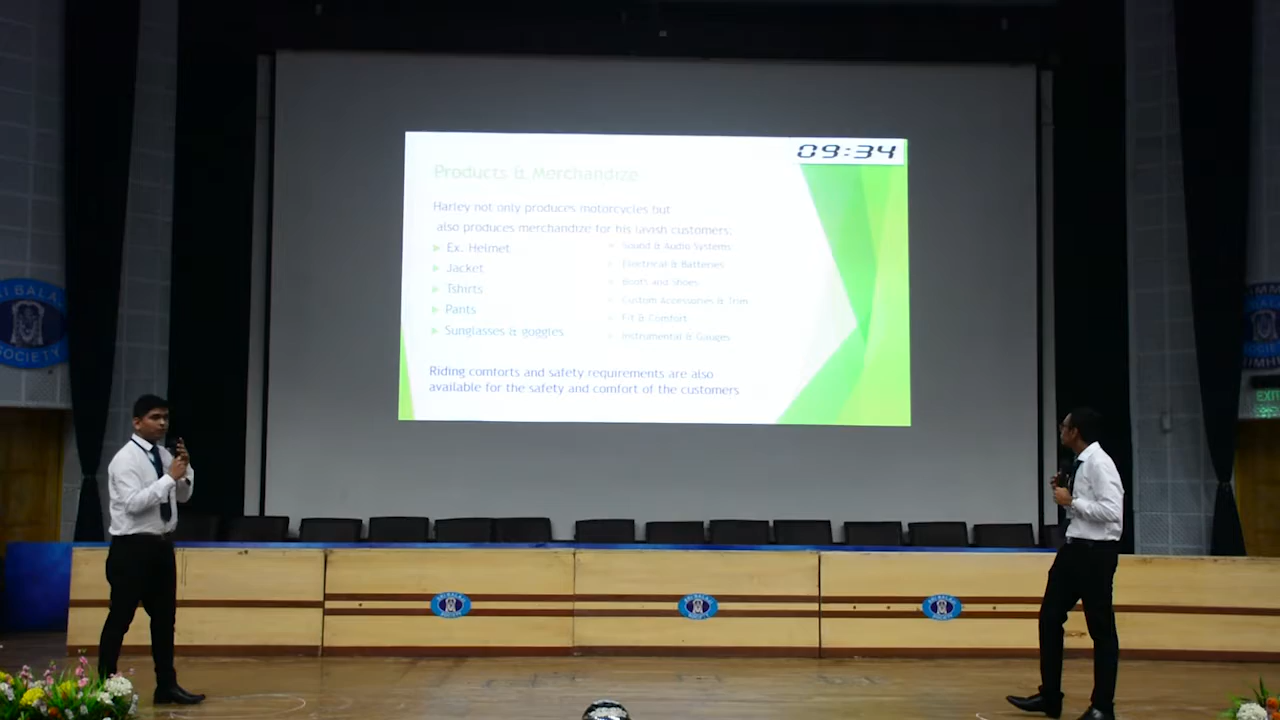 09:34
Products & Merchandize
Harley not only produces motorcycles but
also produces merchandize for his lavish customers;
Ex. Helmet
Jacket
Tshirts
Pants
Sunglasses & goggles
Sound & Audio Systems
Electrical & Batteries
Boots and Shoes
Custom Accessories & Trim
Fit & Comfort
Instrumental & Gauges
Riding comforts and safety requirements are also
available for the safety and comfort of the customers
SOCIETY
EXIT